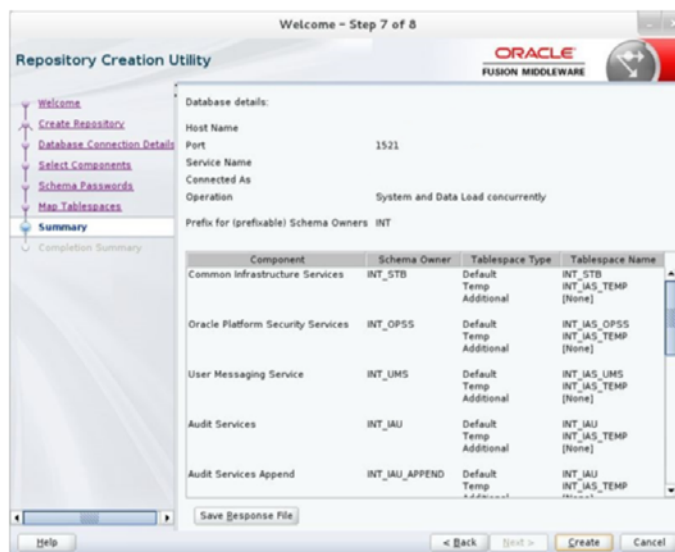 Welcome – Step 7 of 8
Repository Creation Utility
ORACLE
FUSION MIDDLEWARE
Welcome
Create Repository
Database Connection Details
Select Components
Schema Passwords
Map Tablespaces
Summary
Completion Summary
Database details:
Host Name
Port 1521
Service Name
Connected As
Operation System and Data Load concurrently
Prefix for (prefixable) Schema Owners INT
Component Schema Owner Tablespace Type Tablespace Name
Common Infrastructure Services INT_STB Default INT_STB
Temp INT_IAS_TEMP
Additional [None]
Oracle Platform Security Services INT_OPSS Default INT_IAS_OPSS
Temp INT_IAS_TEMP
Additional [None]
User Messaging Service INT_UMS Default INT_IAS_UMS
Temp INT_IAS_TEMP
Additional [None]
Audit Services INT_IAU Default INT_IAU
Temp INT_IAS_TEMP
Additional [None]
Audit Services Append INT_IAU_APPEND Default INT_IAU
Temp INT_IAS_TEMP
Save Response File
Help < Back Next > Create Cancel